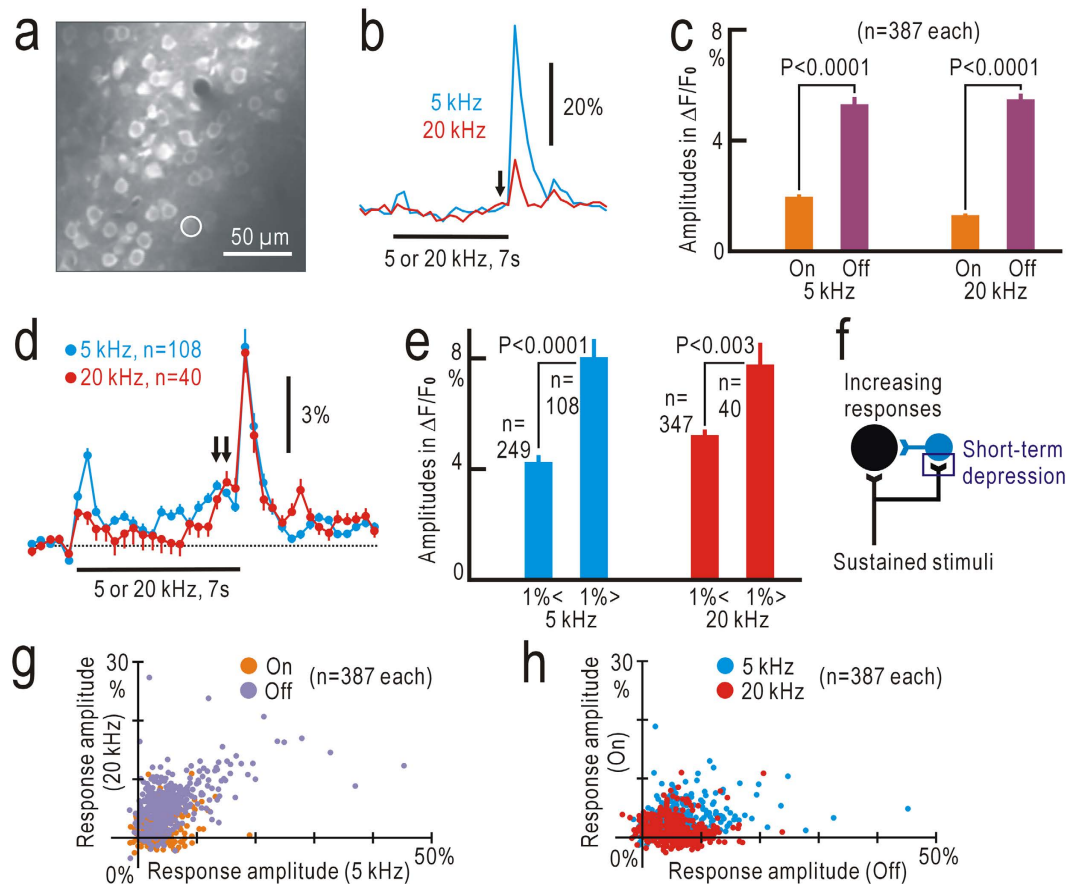 a
50 µm
b
5 kHz
20 kHz
20%
5 or 20 kHz, 7s
c
(n=387 each)
Amplitudes in ΔF/F₀
8
%
4
0
P<0.0001
P<0.0001
On Off On Off
5 kHz 20 kHz
d
5 kHz, n=108
20 kHz, n=40
3%
5 or 20 kHz, 7s
e
Amplitudes in ΔF/F₀
8
%
4
0
P<0.0001
n=
249
n=
108
P<0.003
n=
347
n=
40
1%< 1%> 1%< 1%>
5 kHz 20 kHz
f
Increasing
responses
Short-term
depression
Sustained stimuli
g
Response amplitude
(20 kHz)
30
%
On
Off
(n=387 each)
0%
Response amplitude (5 kHz)
50%
h
Response amplitude
(On)
30
%
5 kHz
20 kHz
(n=387 each)
0%
Response amplitude (Off)
50%